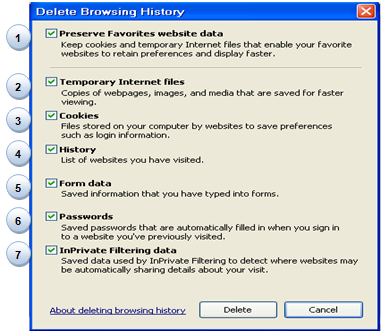 Delete Browsing History
1
Preserve Favorites website data
Keep cookies and temporary Internet files that enable your favorite
websites to retain preferences and display faster.
2
Temporary Internet files
Copies of webpages, images, and media that are saved for faster
viewing.
3
Cookies
Files stored on your computer by websites to save preferences
such as login information.
4
History
List of websites you have visited.
5
Form data
Saved information that you have typed into forms.
6
Passwords
Saved passwords that are automatically filled in when you sign in
to a website you've previously visited.
7
InPrivate Filtering data
Saved data used by InPrivate Filtering to detect where websites may
be automatically sharing details about your visit.
About deleting browsing history
Delete
Cancel